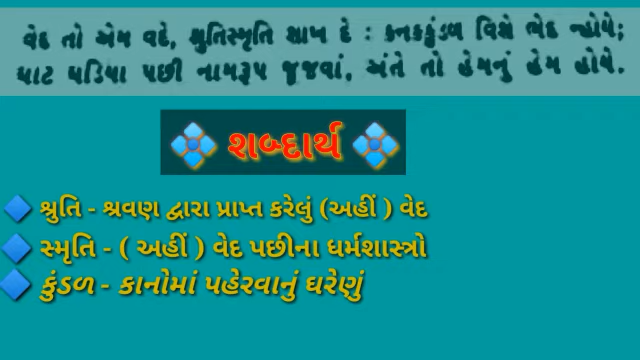 વેદ તો એમ વદે, શ્રુતિસ્મૃતિ શાખ દે : કનકકુંડળ વિશે ભેદ ન્હોયે;
ઘાટ ઘડિયા પછી નામરૂપ જૂજવાં, અંતે તો હેમનું હેમ હોયે.
શબ્દાર્થ
શ્રુતિ - શ્રવણ દ્વારા પ્રાપ્ત કરેલું (અહીં ) વેદ
સ્મૃતિ - ( અહીં ) વેદ પછીના ધર્મશાસ્ત્રો
કુંડળ - કાનોમાં પહેરવાનું ઘરેણું